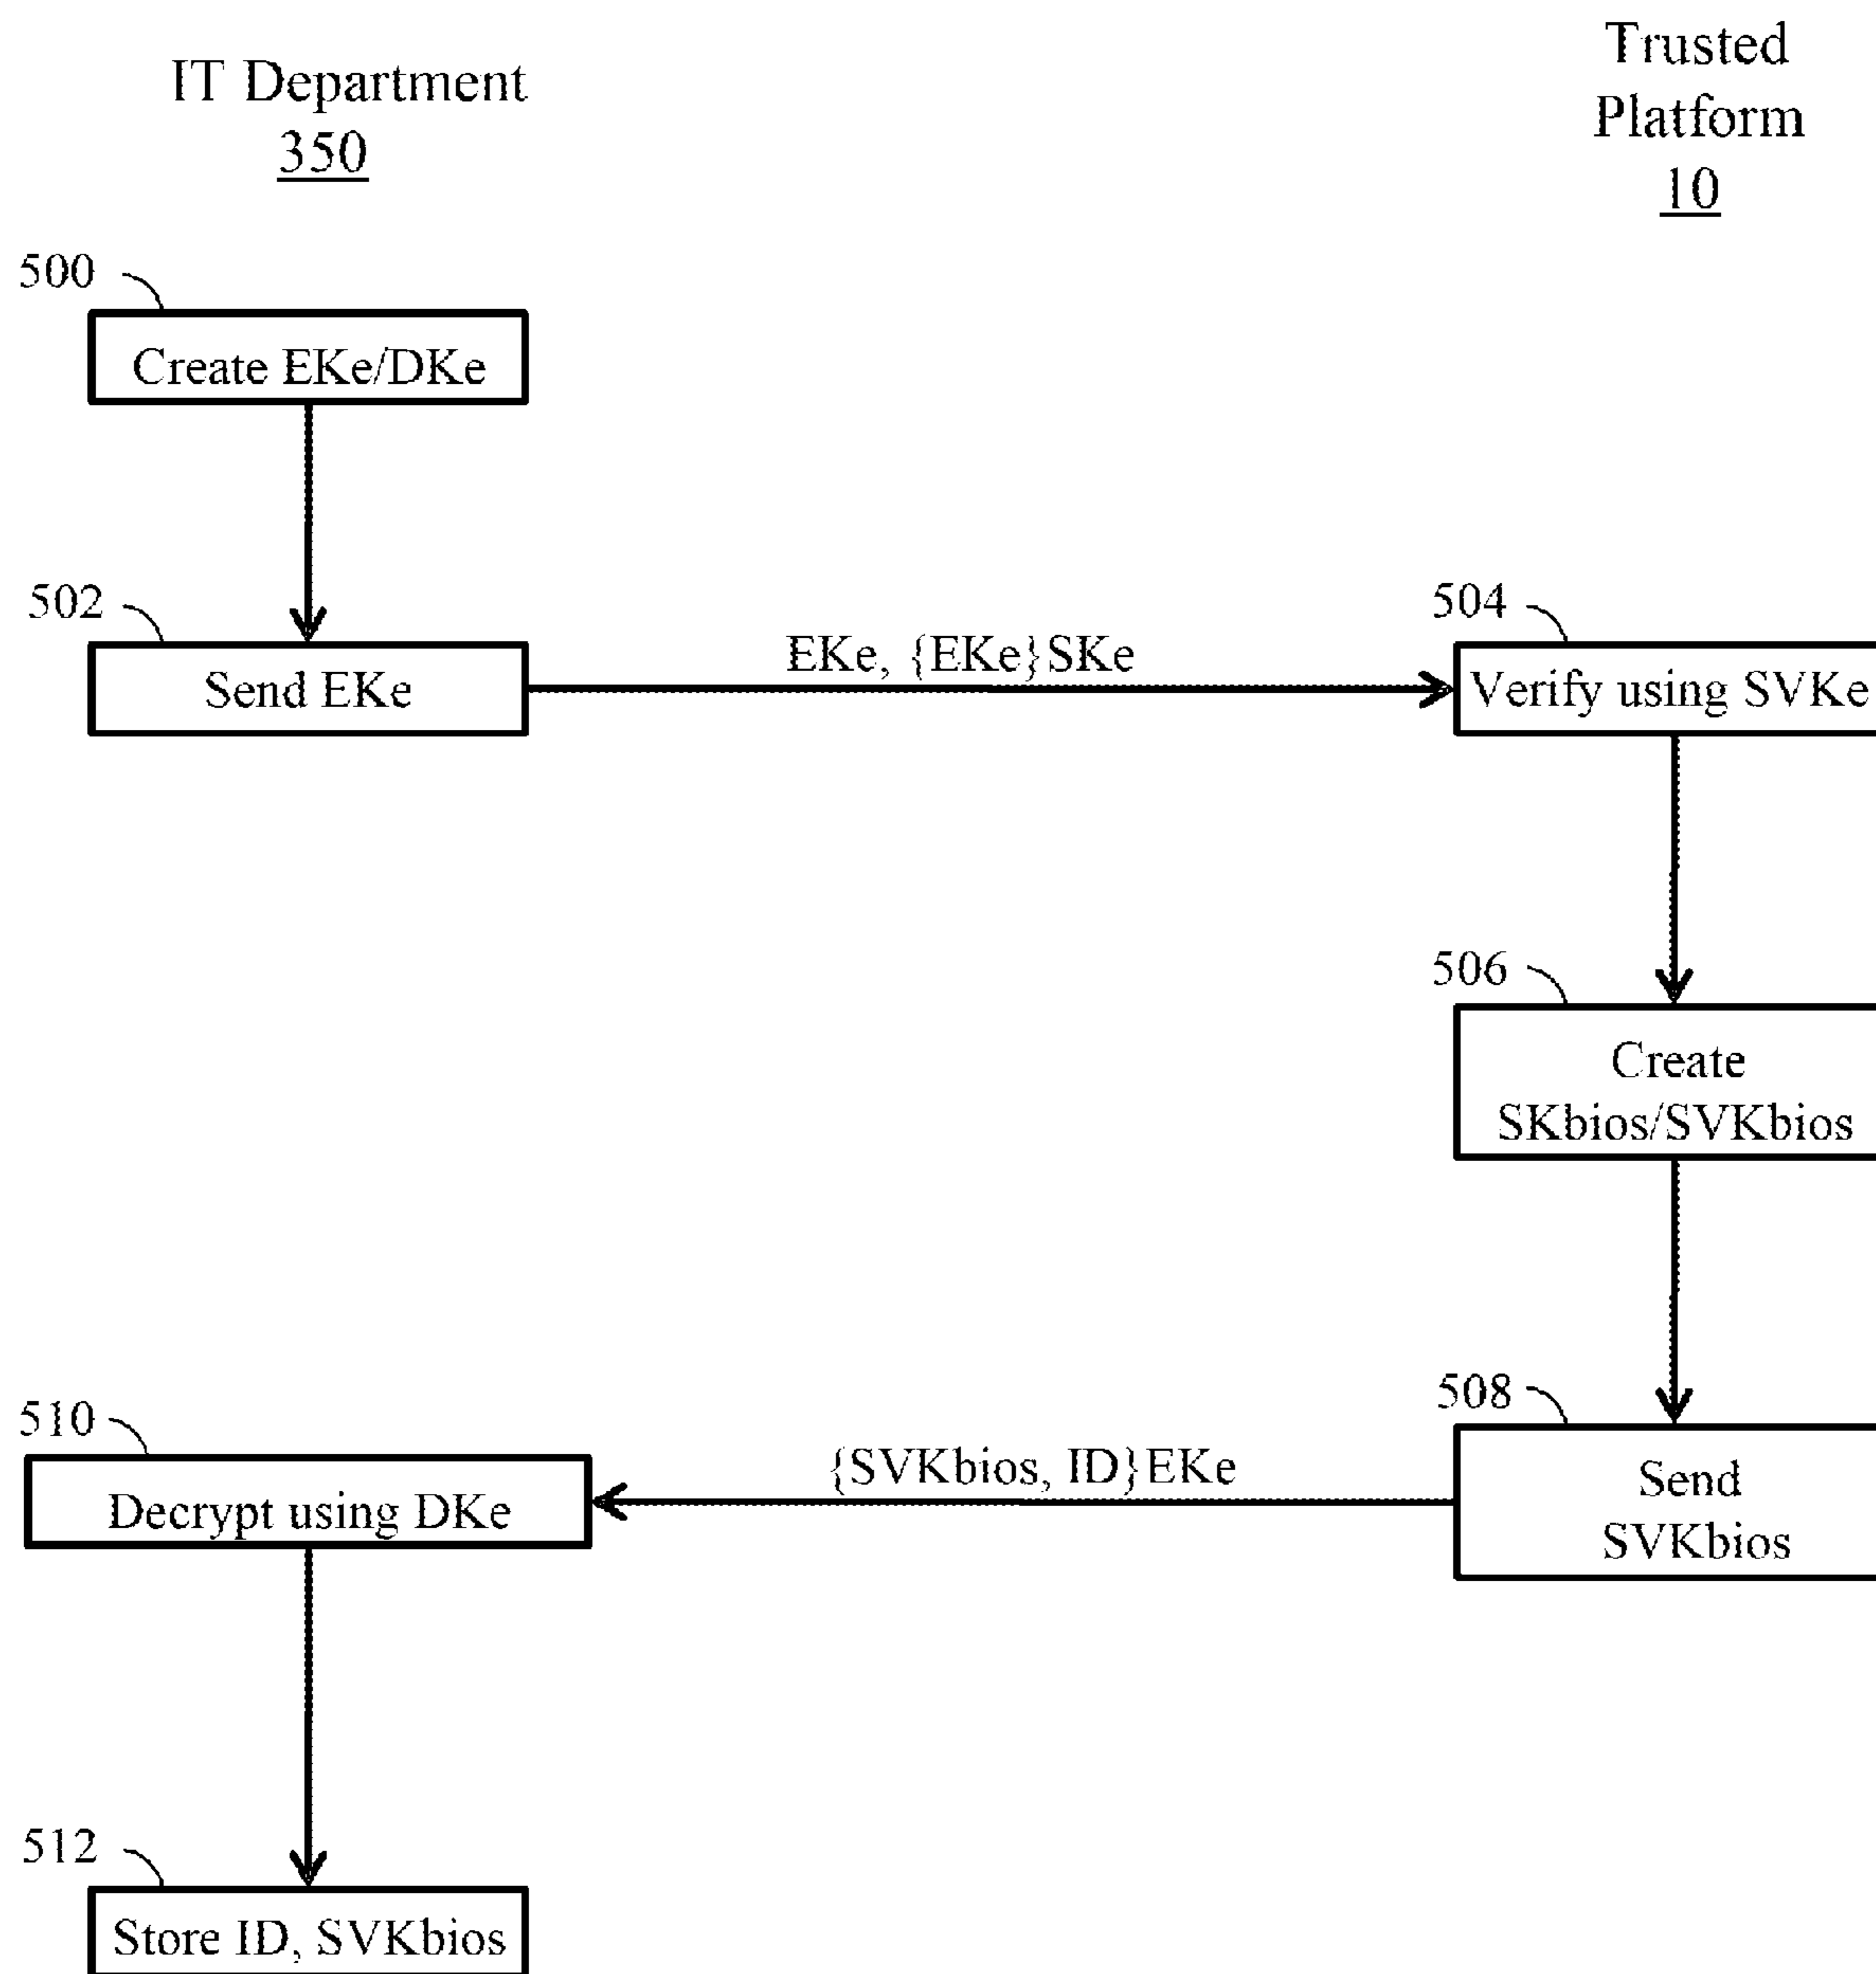 IT Department
350
Trusted
Platform
10
500
Create EKe/DKe
502
Send EKe
EKe, {EKe}SKe
504
Verify using SVKe
506
Create
SKbios/SVKbios
508
Send
SVKbios
{SVKbios, ID}EKe
510
Decrypt using DKe
512
Store ID, SVKbios